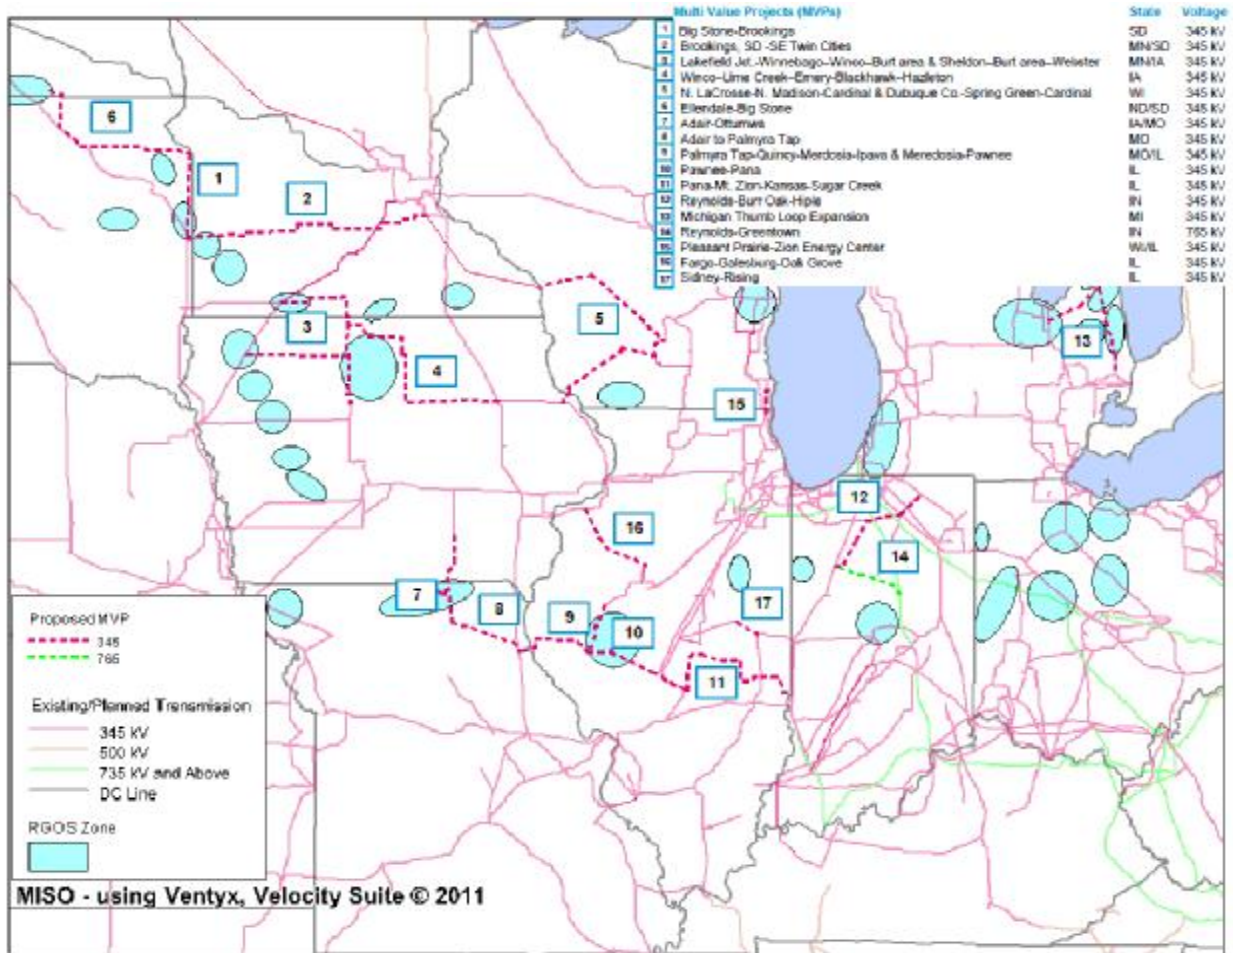 Multi Value Projects (MVPs) State Voltage
1 Big Stone-Brookings SD 345 kV
2 Brookings, SD -SE Twin Cities MN/SD 345 kV
3 Lakefield Jct.-Winnebago-Winco-Burt area & Sheldon-Burt area-Webster MN/IA 345 kV
4 Winco-Lime Creek-Emery-Blackhawk-Hazleton IA 345 kV
5 N. LaCrosse-N. Madison-Cardinal & Dubuque Co.-Spring Green-Cardinal WI 345 kV
6 Ellendale-Big Stone ND/SD 345 kV
7 Adair-Ottumwa IA/MO 345 kV
8 Adair to Palmyra Tap MO 345 kV
9 Palmyra Tap-Quincy-Merdosia-Ipava & Meredosia-Pawnee MO/IL 345 kV
10 Pawnee-Pana IL 345 kV
11 Pana-Mt. Zion-Kansas-Sugar Creek IL 345 kV
12 Reynolds-Burr Oak-Hiple IN 345 kV
13 Michigan Thumb Loop Expansion MI 345 kV
14 Reynolds-Greentown IN 765 kV
15 Pleasant Prairie-Zion Energy Center WI/IL 345 kV
16 Fargo-Galesburg-Oak Grove IL 345 kV
17 Sidney-Rising IL 345 kV
6
1
2
3
5
4
13
15
12
16
14
7
8
9
10
17
11
Proposed MVP
345
765
Existing/Planned Transmission
345 kV
500 kV
735 kV and Above
DC Line
RGOS Zone
MISO - using Ventyx, Velocity Suite © 2011